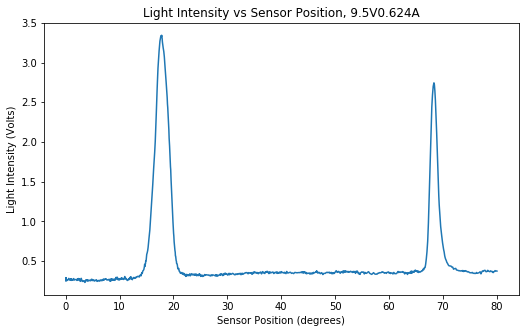 Light Intensity vs Sensor Position, 9.5V0.624A
3.5
3.0
2.5
2.0
1.5
1.0
0.5
Light Intensity (Volts)
0 10 20 30 40 50 60 70 80
Sensor Position (degrees)